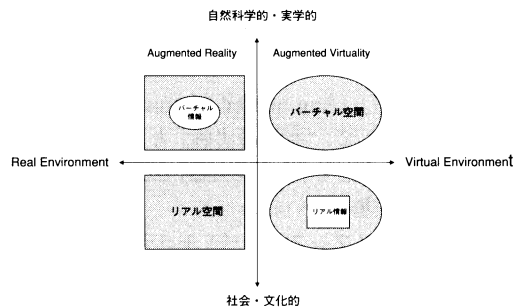 自然科学的・実学的
Augmented Reality
Augmented Virtuality
バーチャル
情報
バーチャル空間
Real Environment
Virtual Environment
リアル空間
リアル情報
社会・文化的